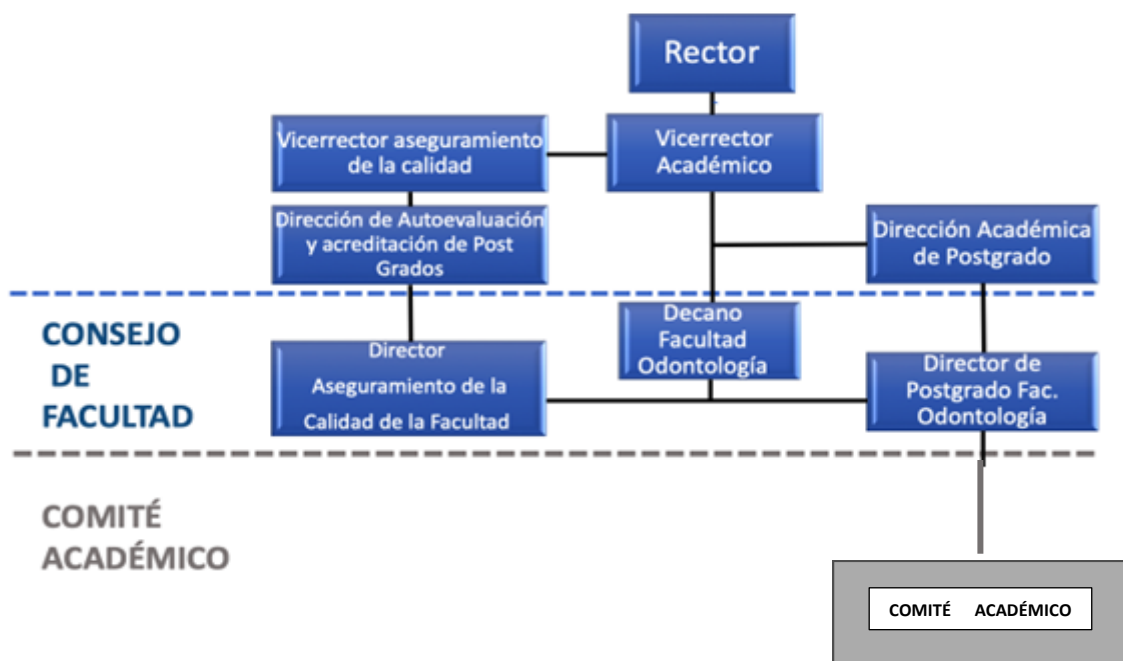 Rector
Vicerrector aseguramiento
de la calidad
Vicerrector
Académico
Dirección de Autoevaluación
y acreditación de Post
Grados
Dirección Académica
de Postgrado
CONSEJO
DE
FACULTAD
Decano
Facultad
Odontología
Director
Aseguramiento de la
Calidad de la Facultad
Director de
Postgrado Fac.
Odontología
COMITÉ
ACADÉMICO
COMITÉ ACADÉMICO